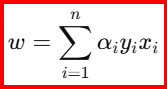 w = \sum_{i=1}^{n} \alpha_i y_i x_i